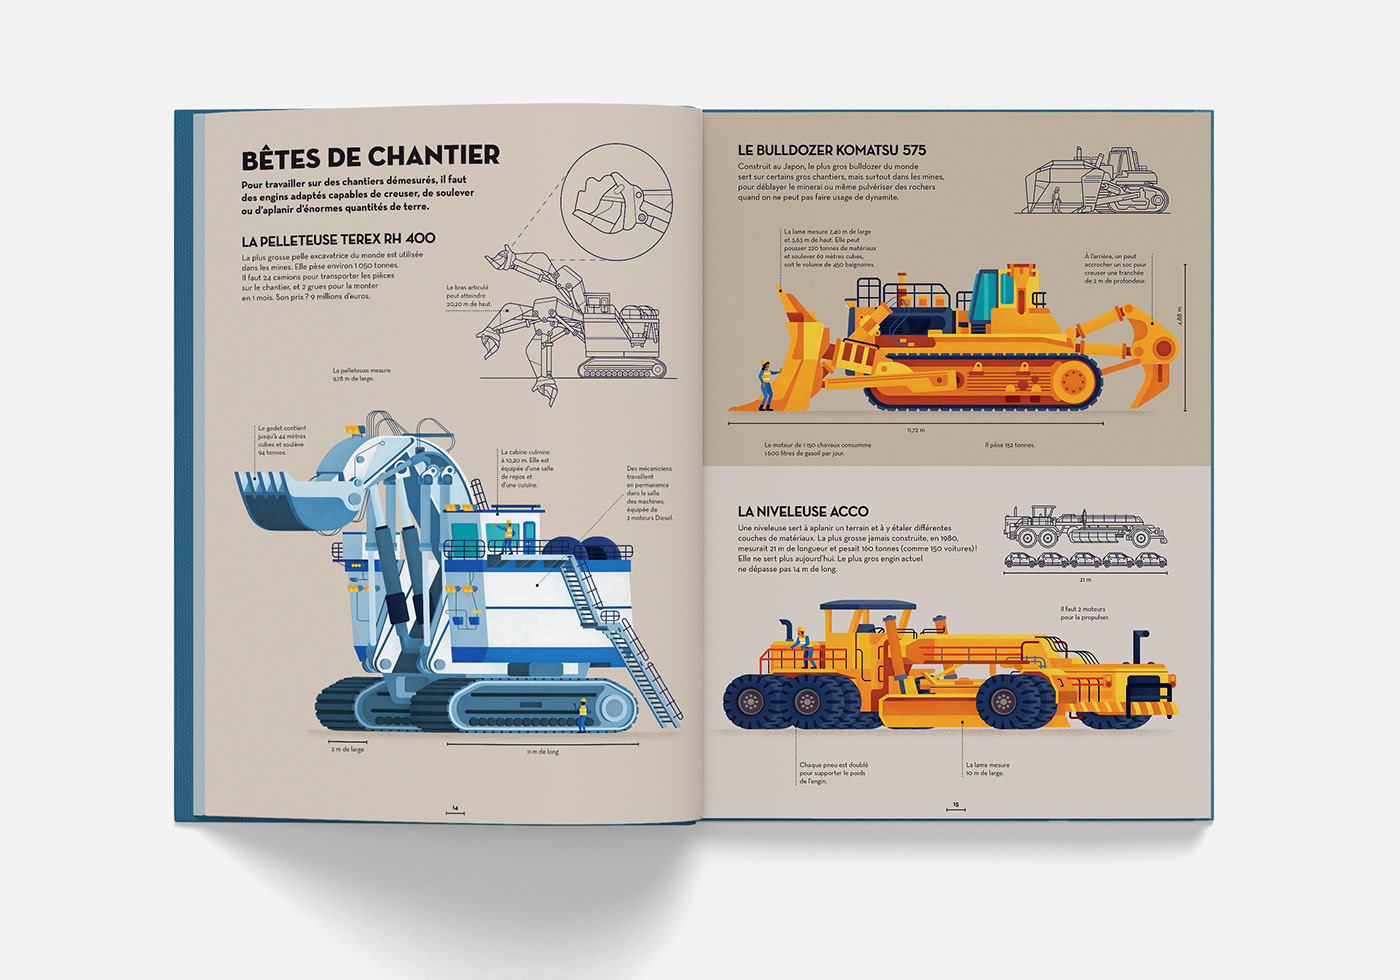 BÊTES DE CHANTIER
Pour travailler sur des chantiers démesurés, il faut
des engins adaptés capables de creuser, de soulever
ou d'aplanir d'énormes quantités de terre.
LA PELLETEUSE TEREX RH 400
La plus grosse pelle excavatrice du monde est utilisée
dans les mines. Elle pèse environ 1 050 tonnes.
Il faut 24 camions pour transporter les pièces
sur le chantier, et 2 grues pour la monter
en 1 mois. Son prix ? 9 millions d'euros.
Le bras articulé
peut atteindre
20,20 m de haut.
La pelleteuse mesure
9,78 m de large.
Le godet contient
jusqu'à 44 mètres
cubes et soulève
94 tonnes.
La cabine culmine
à 10,20 m. Elle est
équipée d'une salle
de repos et
d'une cuisine.
Des mécaniciens
travaillent
en permanence
dans la salle
des machines,
équipée de
2 moteurs Diesel.
2 m de large
11 m de long
14
LE BULLDOZER KOMATSU 575
Construit au Japon, le plus gros bulldozer du monde
sert sur certains gros chantiers, mais surtout dans les mines,
pour déblayer le minerai ou même pulvériser des rochers
quand on ne peut pas faire usage de dynamite.
La lame mesure 7,40 m de large
et 3,63 m de haut. Elle peut
pousser 220 tonnes de matériaux
et soulever 69 mètres cubes,
soit le volume de 450 baignoires.
À l'arrière, on peut
accrocher un soc pour
creuser une tranchée
de 2 m de profondeur.
4,88 m
11,72 m
Le moteur de 1 150 chevaux consomme
1 600 litres de gasoil par jour.
Il pèse 152 tonnes.
LA NIVELEUSE ACCO
Une niveleuse sert à aplanir un terrain et à y étaler différentes
couches de matériaux. La plus grosse jamais construite, en 1980,
mesurait 21 m de longueur et pesait 160 tonnes (comme 150 voitures) !
Elle ne sert plus aujourd'hui. Le plus gros engin actuel
ne dépasse pas 14 m de long.
21 m
Il faut 2 moteurs
pour la propulser.
Chaque pneu est doublé
pour supporter le poids
de l'engin.
La lame mesure
10 m de large.
15